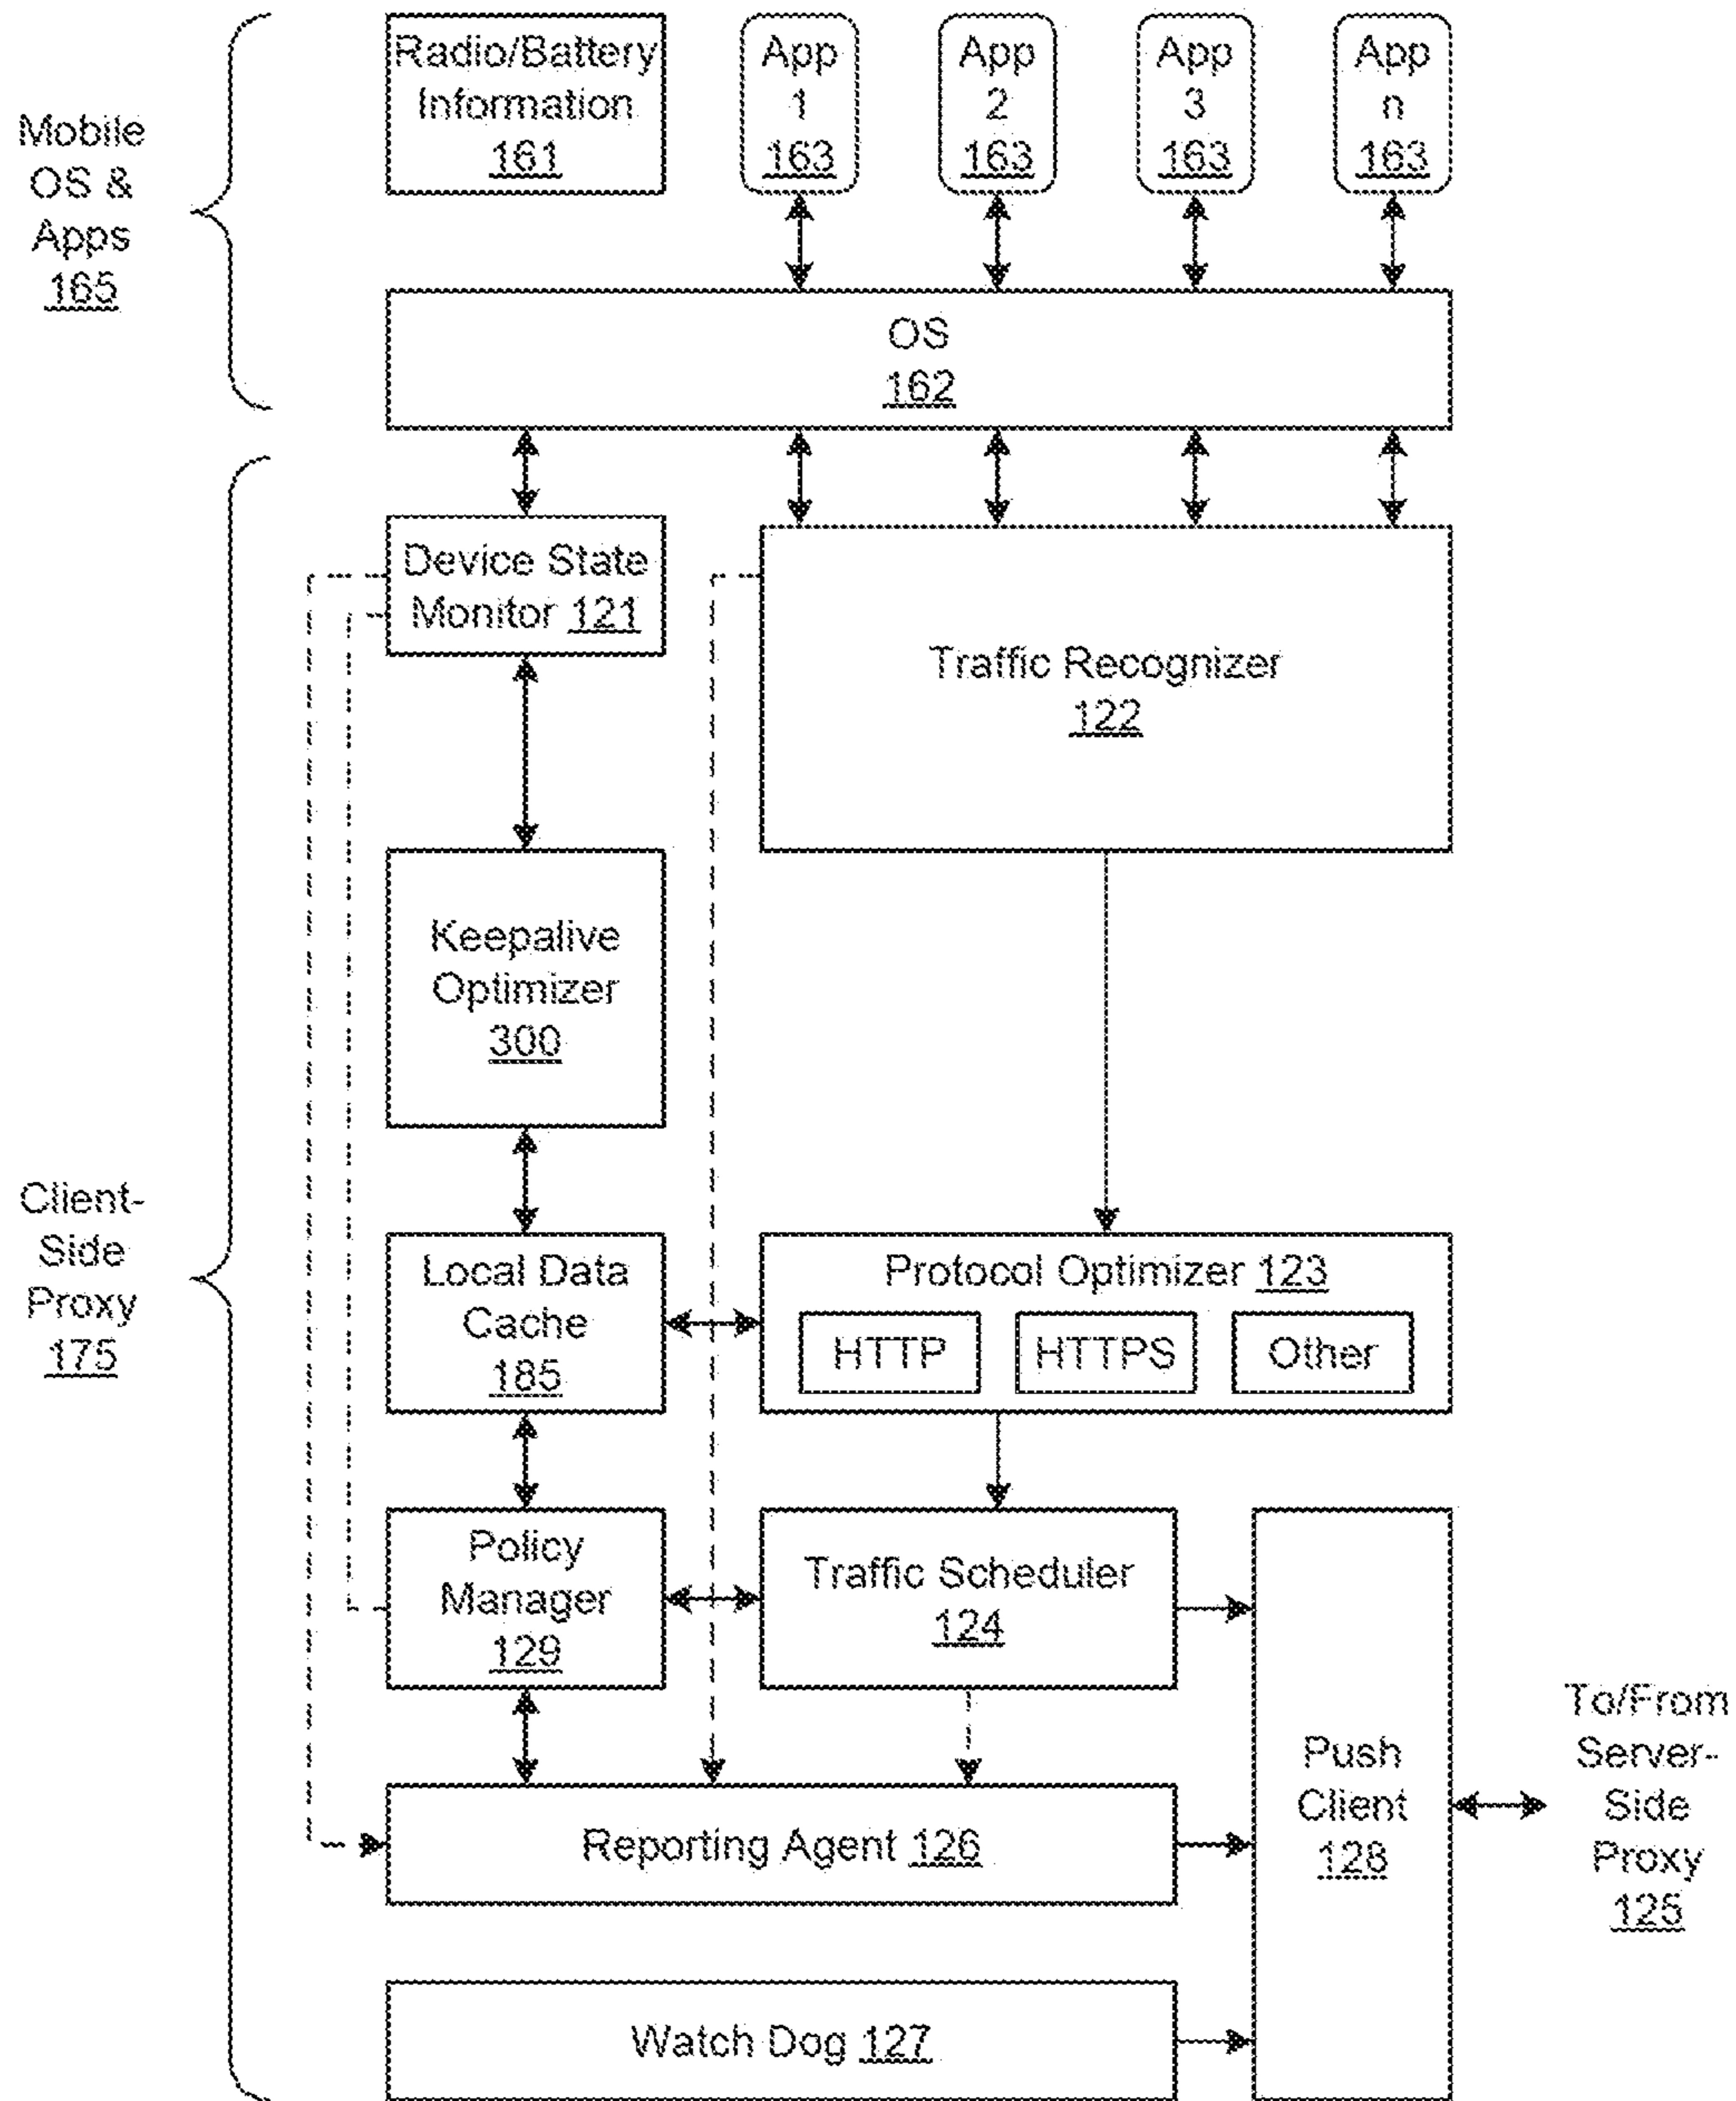 Mobile
OS &
Apps
165
Radio/Battery
Information
161
App
1
163
App
2
163
App
3
163
App
n
163
OS
162
Client-
Side
Proxy
175
Device State
Monitor 121
Traffic Recognizer
122
Keepalive
Optimizer
300
Local Data
Cache
185
Protocol Optimizer 123
HTTP
HTTPS
Other
Policy
Manager
129
Traffic Scheduler
124
Reporting Agent 126
Watch Dog 127
Push
Client
128
To/From
Server-
Side
Proxy
125